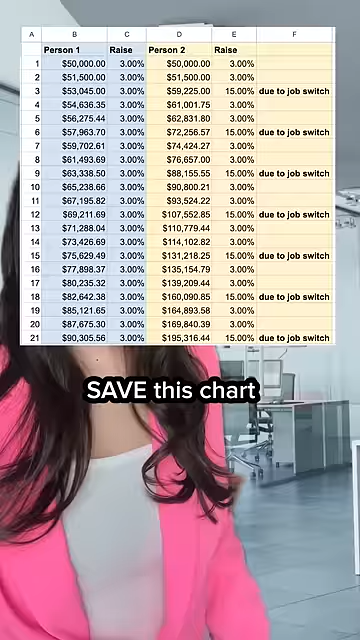 A B C D E F
Person 1 Raise Person 2 Raise
1 $50,000.00 3.00% $50,000.00 3.00%
2 $51,500.00 3.00% $51,500.00 3.00%
3 $53,045.00 3.00% $59,225.00 15.00% due to job switch
4 $54,636.35 3.00% $61,001.75 3.00%
5 $56,275.44 3.00% $62,831.80 3.00%
6 $57,963.70 3.00% $72,256.57 15.00% due to job switch
7 $59,702.61 3.00% $74,424.27 3.00%
8 $61,493.69 3.00% $76,657.00 3.00%
9 $63,338.50 3.00% $88,155.55 15.00% due to job switch
10 $65,238.66 3.00% $90,800.21 3.00%
11 $67,195.82 3.00% $93,524.22 3.00%
12 $69,211.69 3.00% $107,552.85 15.00% due to job switch
13 $71,288.04 3.00% $110,779.44 3.00%
14 $73,426.69 3.00% $114,102.82 3.00%
15 $75,629.49 3.00% $131,218.25 15.00% due to job switch
16 $77,898.37 3.00% $135,154.79 3.00%
17 $80,235.32 3.00% $139,209.44 3.00%
18 $82,642.38 3.00% $160,090.85 15.00% due to job switch
19 $85,121.65 3.00% $164,893.58 3.00%
20 $87,675.30 3.00% $169,840.39 3.00%
21 $90,305.56 3.00% $195,316.44 15.00% due to job switch
SAVE this chart